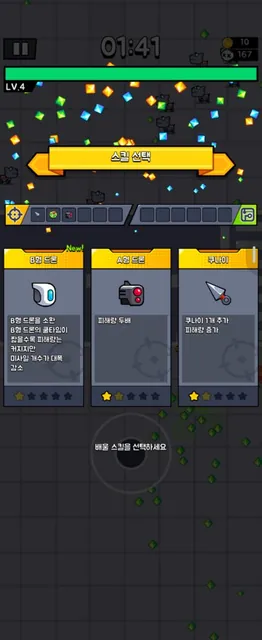 01:41
10
167
LV.4
스킬 선택
New!
B형 드론
A형 드론
쿠나이
B형 드론을 소환
B형 드론의 쿨타임이
짧을수록 피해량는
커지지만
미사일 개수가 대폭
감소
피해량 두배
쿠나이 1개 추가
피해량 증가
배울 스킬을 선택하세요